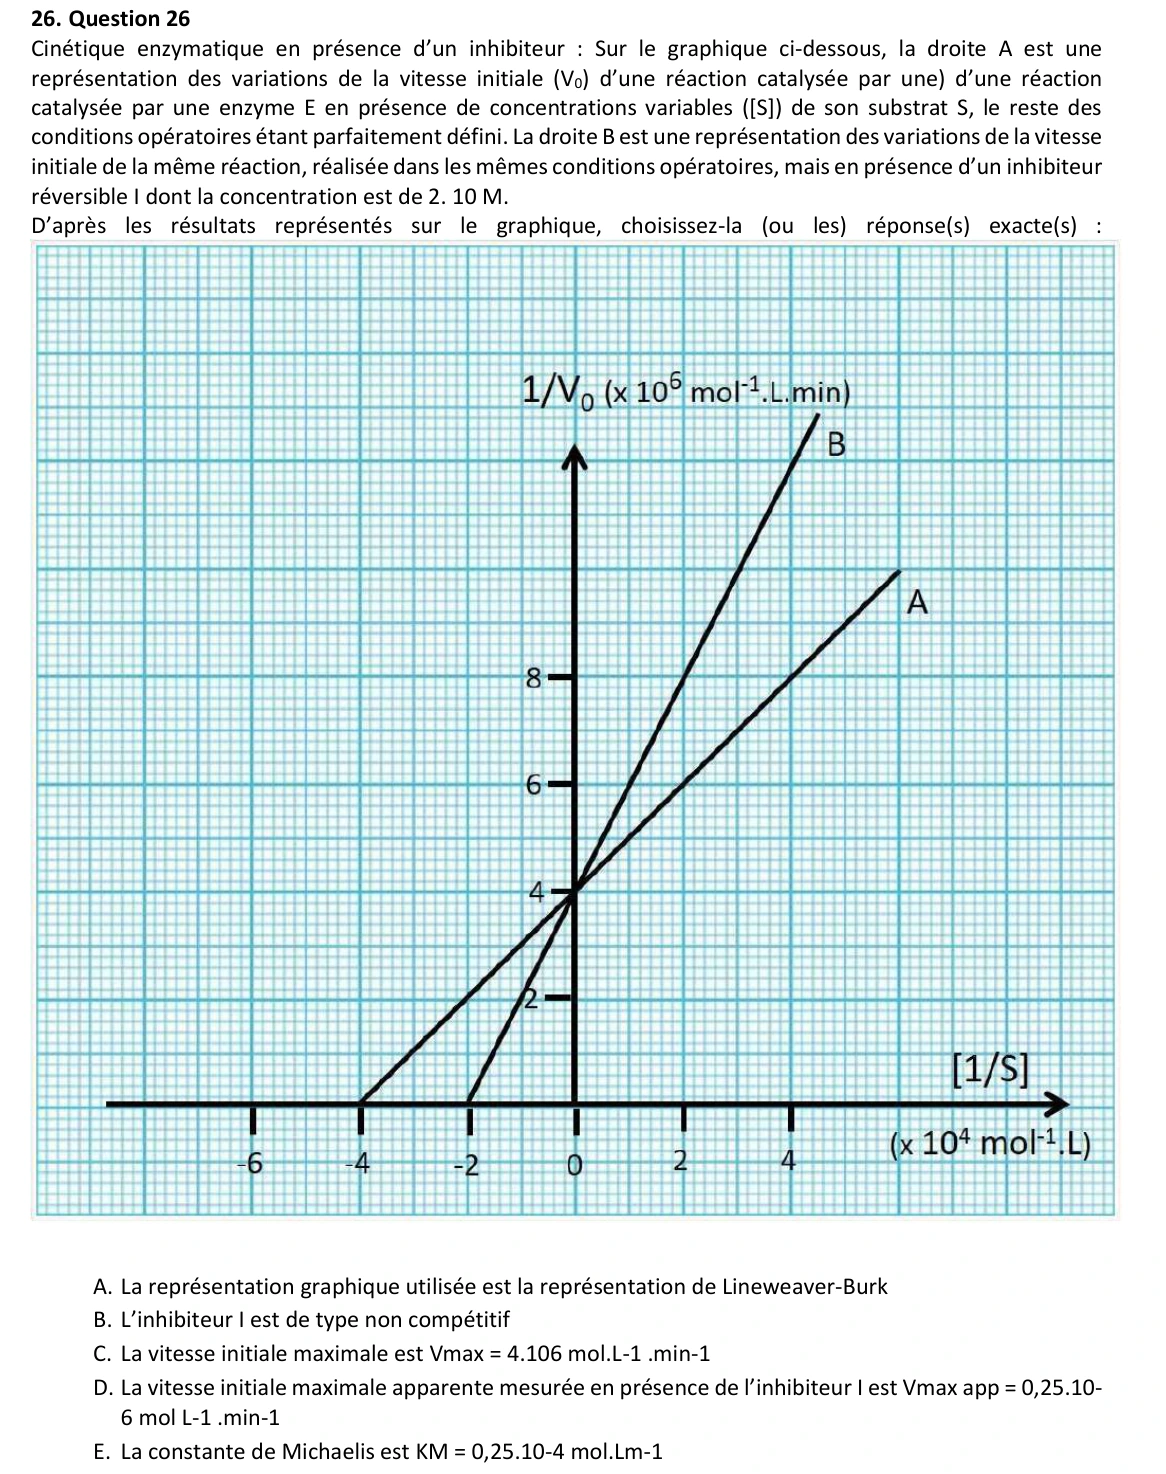 26. Question 26
Cinétique enzymatique en présence d’un inhibiteur : Sur le graphique ci-dessous, la droite A est une
représentation des variations de la vitesse initiale (V₀) d’une réaction catalysée par une) d’une réaction
catalysée par une enzyme E en présence de concentrations variables ([S]) de son substrat S, le reste des
conditions opératoires étant parfaitement défini. La droite B est une représentation des variations de la vitesse
initiale de la même réaction, réalisée dans les mêmes conditions opératoires, mais en présence d’un inhibiteur
réversible I dont la concentration est de 2. 10 M.
D’après les résultats représentés sur le graphique, choisissez-la (ou les) réponse(s) exacte(s) :
1/V₀ (x 10⁶ mol⁻¹.L.min)
B
A
8
6
4
2
[1/S]
(x 10⁴ mol⁻¹.L)
-6 -4 -2 0 2 4
A. La représentation graphique utilisée est la représentation de Lineweaver-Burk
B. L’inhibiteur I est de type non compétitif
C. La vitesse initiale maximale est Vmax = 4.106 mol.L-1 .min-1
D. La vitesse initiale maximale apparente mesurée en présence de l’inhibiteur I est Vmax app = 0,25.10-
6 mol L-1 .min-1
E. La constante de Michaelis est KM = 0,25.10-4 mol.Lm-1